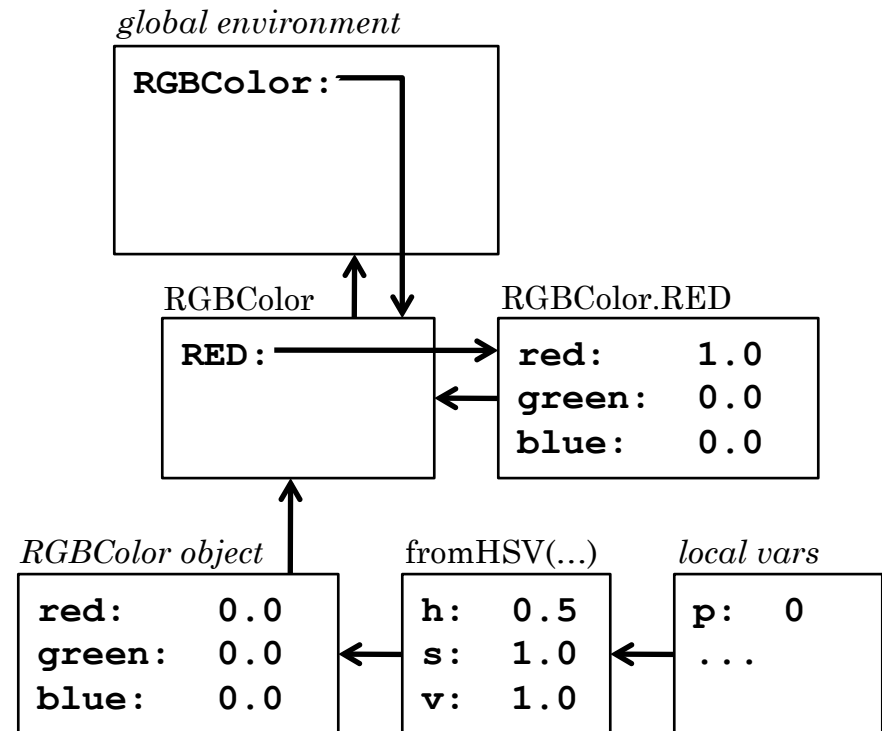 global environment
RGBColor:
RGBColor
RGBColor.RED
RED:
red: 1.0
green: 0.0
blue: 0.0
RGBColor object
fromHSV(…)
local vars
red: 0.0
green: 0.0
blue: 0.0
h: 0.5
s: 1.0
v: 1.0
p: 0
...